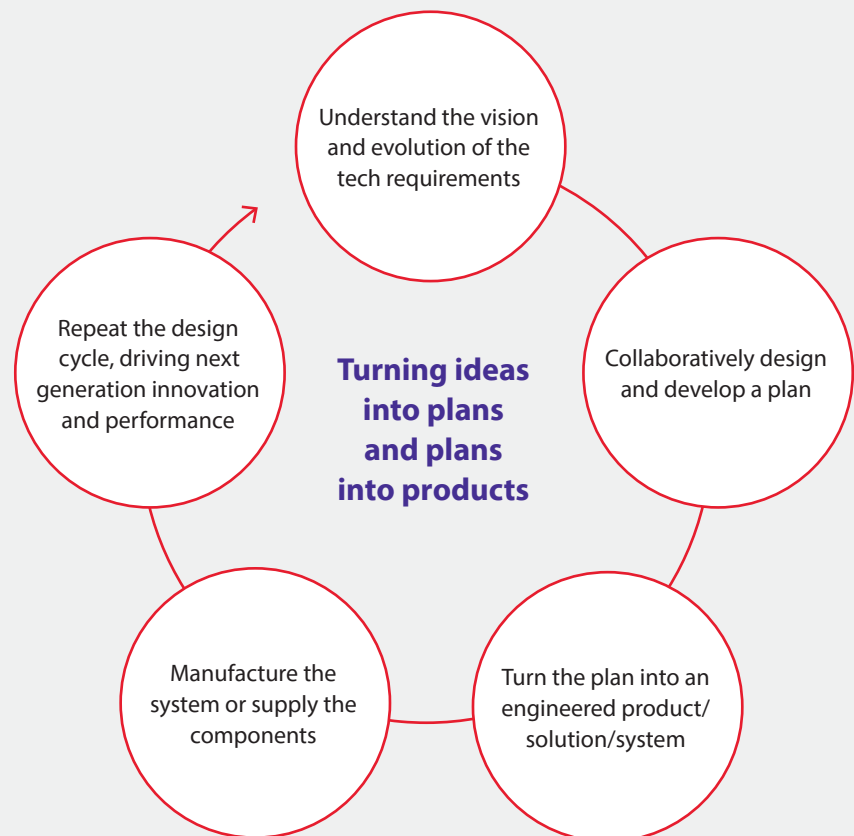 Understand the vision
and evolution of the
tech requirements
Collaboratively design
and develop a plan
Turn the plan into an
engineered product/
solution/system
Manufacture the
system or supply the
components
Repeat the design
cycle, driving next
generation innovation
and performance
Turning ideas
into plans
and plans
into products